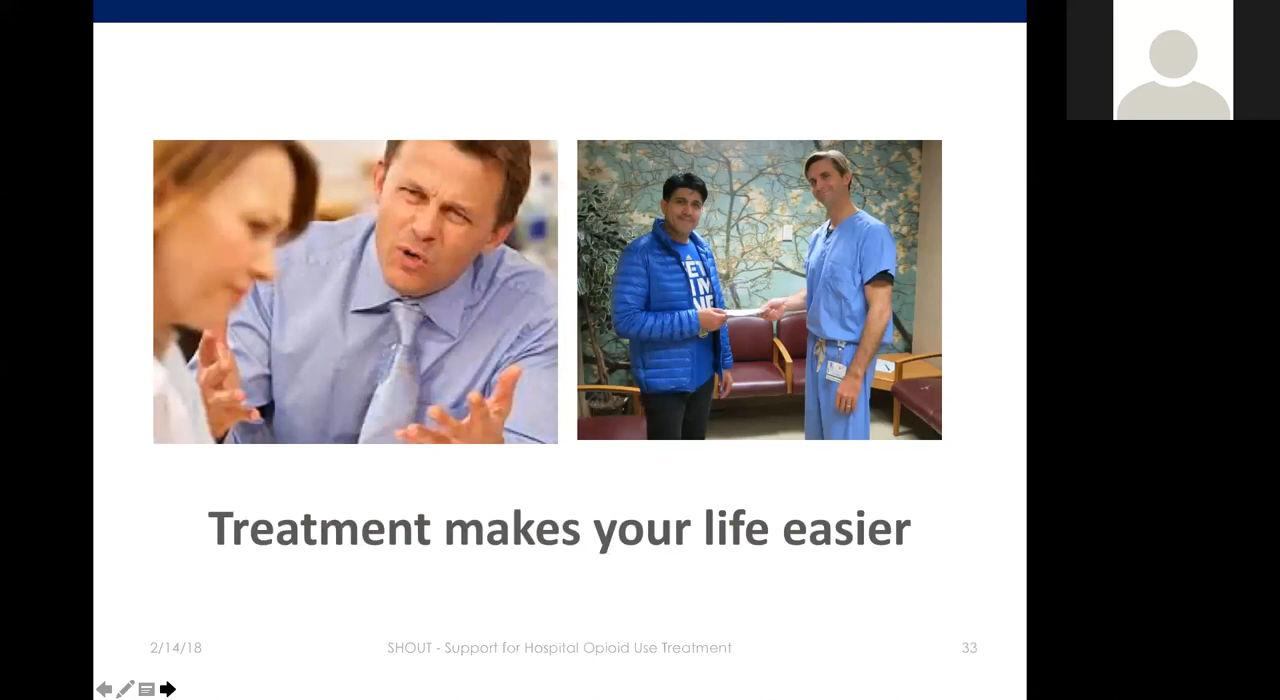 Treatment makes your life easier
2/14/18
SHOUT - Support for Hospital Opioid Use Treatment
33